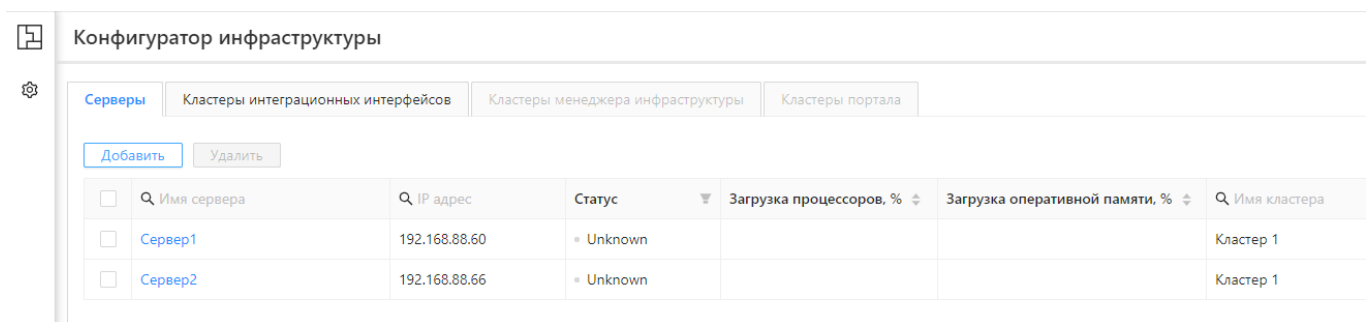 Конфигуратор инфраструктуры
Серверы Кластеры интеграционных интерфейсов Кластеры менеджера инфраструктуры Кластеры портала
Добавить Удалить
Имя сервера IP адрес Статус Загрузка процессоров, % Загрузка оперативной памяти, % Имя кластера
Сервер1 192.168.88.60 Unknown Кластер 1
Сервер2 192.168.88.66 Unknown Кластер 1